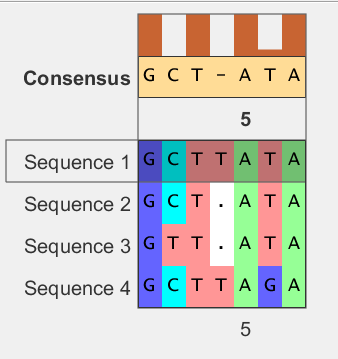 Consensus G C T - A T A
5
Sequence 1 G C T T A T A
Sequence 2 G C T . A T A
Sequence 3 G T T . A T A
Sequence 4 G C T T A G A
5